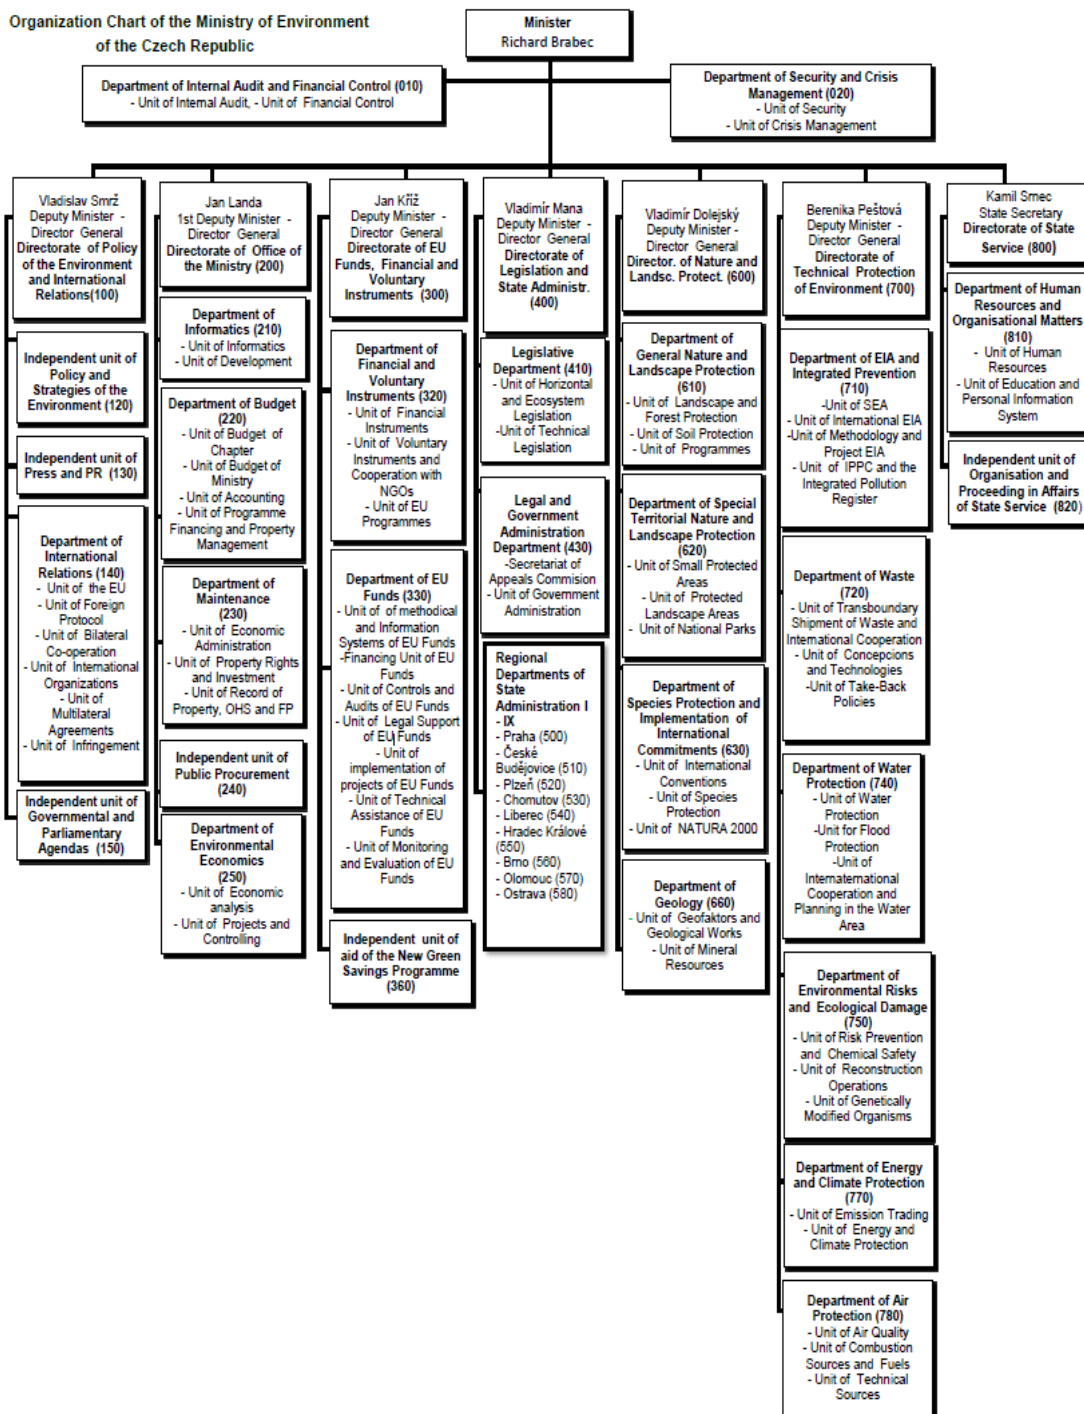 Organization Chart of the Ministry of Environment
of the Czech Republic
Minister
Richard Brabec
Department of Internal Audit and Financial Control (010)
- Unit of Internal Audit, - Unit of Financial Control
Department of Security and Crisis
Management (020)
- Unit of Security
- Unit of Crisis Management
Vladislav Smrž
Deputy Minister -
Director General
Directorate of Policy
of the Environment
and International
Relations(100)
Independent unit of
Policy and
Strategies of the
Environment (120)
Independent unit of
Press and PR (130)
Department of
International
Relations (140)
- Unit of the EU
- Unit of Foreign
Protocol
- Unit of Bilateral
Co-operation
- Unit of International
Organizations
- Unit of
Multilateral
Agreements
- Unit of Infringement
Independent unit of
Governmental and
Parliamentary
Agendas (150)
Jan Landa
1st Deputy Minister -
Director General
Directorate of Office of
the Ministry (200)
Department of
Informatics (210)
- Unit of Informatics
- Unit of Development
Department of Budget
(220)
- Unit of Budget of
Chapter
- Unit of Budget of
Ministry
- Unit of Accounting
- Unit of Programme
Financing and Property
Management
Department of
Maintenance
(230)
- Unit of Economic
Administration
- Unit of Property Rights
and Investment
- Unit of Record of
Property, OHS and FP
Independent unit of
Public Procurement
(240)
Department of
Environmental
Economics
(250)
- Unit of Economic
analysis
- Unit of Projects and
Controlling
Jan Kříž
Deputy Minister -
Director General
Directorate of EU
Funds, Financial and
Voluntary
Instruments (300)
Department of
Financial and
Voluntary
Instruments (320)
- Unit of Financial
Instruments
- Unit of Voluntary
Instruments and
Cooperation with
NGOs
- Unit of EU
Programmes
Department of EU
Funds (330)
- Unit of of methodical
and Information
Systems of EU Funds
-Financing Unit of EU
Funds
- Unit of Controls and
Audits of EU Funds
- Unit of Legal Support
of EU Funds
- Unit of
implementation of
projects of EU Funds
- Unit of Technical
Assistance of EU
Funds
- Unit of Monitoring
and Evaluation of EU
Funds
Independent unit of
aid of the New Green
Savings Programme
(360)
Vladimír Mana
Deputy Minister -
Director General
Directorate of
Legislation and
State Administr.
(400)
Legislative
Department (410)
- Unit of Horizontal
and Ecosystem
Legislation
-Unit of Technical
Legislation
Legal and
Government
Administration
Department (430)
-Secretariat of
Appeals Commision
- Unit of Government
Administration
Regional
Departments of
State
Administration I
- IX
- Praha (500)
- České
Budějovice (510)
- Plzeň (520)
- Chomutov (530)
- Liberec (540)
- Hradec Králové
(550)
- Brno (560)
- Olomouc (570)
- Ostrava (580)
Vladimír Dolejský
Deputy Minister -
Director General
Director. of Nature and
Landsc. Protect. (600)
Department of
General Nature and
Landscape Protection
(610)
- Unit of Landscape and
Forest Protection
- Unit of Soil Protection
- Unit of Programmes
Department of Special
Territorial Nature and
Landscape Protection
(620)
- Unit of Small Protected
Areas
- Unit of Protected
Landscape Areas
- Unit of National Parks
Department of
Species Protection and
Implementation of
International
Commitments (630)
- Unit of International
Conventions
- Unit of Species
Protection
- Unit of NATURA 2000
Department of
Geology (660)
- Unit of Geofaktors and
Geological Works
- Unit of Mineral
Resources
Berenika Peštová
Deputy Minister -
Director General
Directorate of
Technical Protection
of Environment (700)
Department of EIA and
Integrated Prevention
(710)
-Unit of SEA
- Unit of International EIA
-Unit of Methodology and
Project EIA
- Unit of IPPC and the
Integrated Pollution
Register
Department of Waste
(720)
- Unit of Transboundary
Shipment of Waste and
International Cooperation
- Unit of Concepcions
and Technologies
-Unit of Take-Back
Policies
Department of Water
Protection (740)
- Unit of Water
Protection
-Unit for Flood
Protection
-Unit of
Internaternational
Cooperation and
Planning in the Water
Area
Department of
Environmental Risks
and Ecological Damage
(750)
- Unit of Risk Prevention
and Chemical Safety
- Unit of Reconstruction
Operations
- Unit of Genetically
Modified Organisms
Department of Energy
and Climate Protection
(770)
- Unit of Emission Trading
- Unit of Energy and
Climate Protection
Department of Air
Protection (780)
- Unit of Air Quality
- Unit of Combustion
Sources and Fuels
- Unit of Technical
Sources
Kamil Srnec
State Secretary
Directorate of State
Service (800)
Department of Human
Resources and
Organisational Matters
(810)
- Unit of Human
Resources
- Unit of Education and
Personal Information
System
Independent unit of
Organisation and
Proceeding in Affairs
of State Service (820)